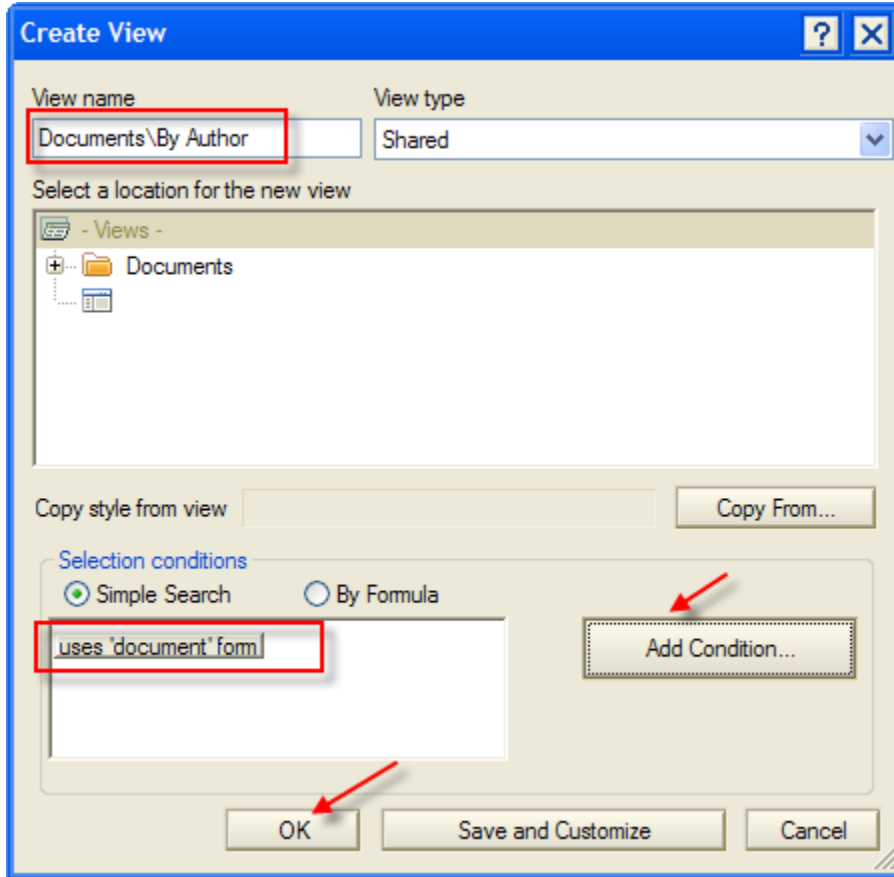 Create View
View name View type
Documents\By Author Shared
Select a location for the new view
- Views -
Documents
Copy style from view Copy From...
Selection conditions
Simple Search By Formula
uses 'document' form Add Condition...
OK Save and Customize Cancel